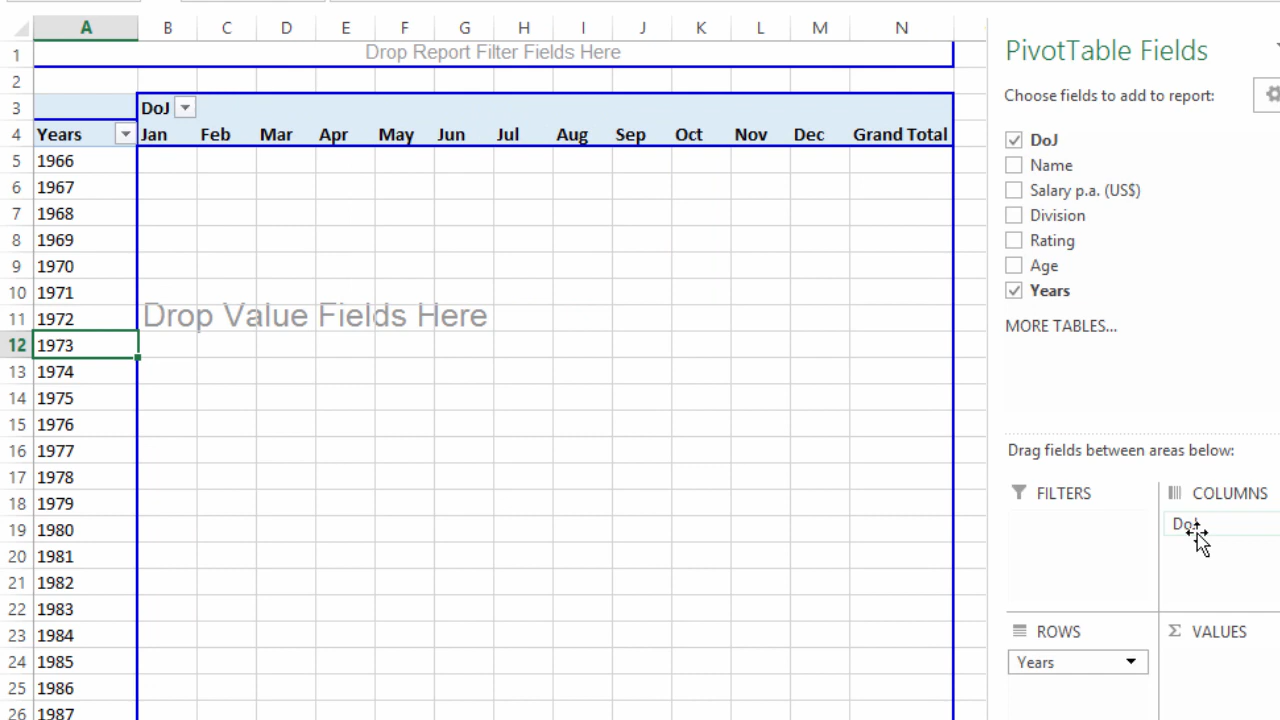 A B C D E F G H I J K L M N
1 Drop Report Filter Fields Here
2
3 DoJ
4 Years Jan Feb Mar Apr May Jun Jul Aug Sep Oct Nov Dec Grand Total
5 1966
6 1967
7 1968
8 1969
9 1970
10 1971
11 1972 Drop Value Fields Here
12 1973
13 1974
14 1975
15 1976
16 1977
17 1978
18 1979
19 1980
20 1981
21 1982
22 1983
23 1984
24 1985
25 1986
26 1987
PivotTable Fields
Choose fields to add to report:
DoJ
Name
Salary p.a. (US$)
Division
Rating
Age
Years
MORE TABLES...
Drag fields between areas below:
FILTERS
COLUMNS
DoJ
ROWS
Years
Σ VALUES